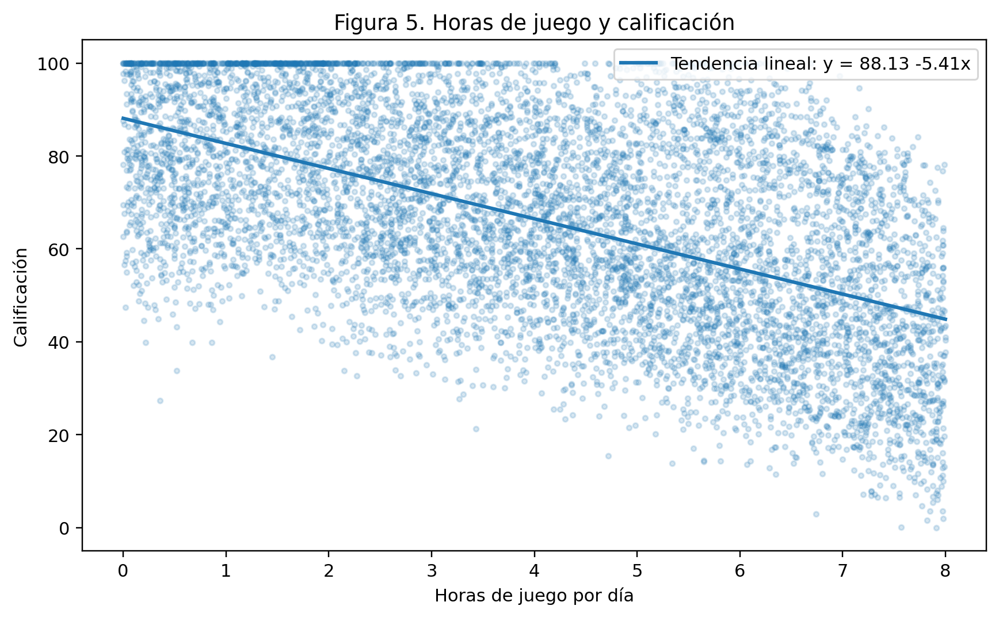 Figura 5. Horas de juego y calificación
Tendencia lineal: y = 88.13 -5.41x
100
80
60
40
20
0
Calificación
0 1 2 3 4 5 6 7 8
Horas de juego por día